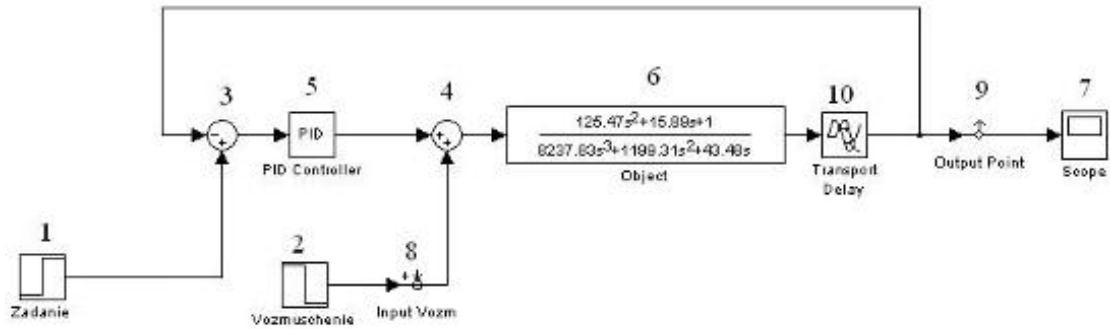 3
5
4
6
10
9
7
PID
125.47s²+15.89s+1
8237.83s³+1198.31s²+43.48s
PID Controller
Object
Transport
Delay
Output Point
Scope
1
2
8
Zadanie
Vozmuschenie
Input Vozm